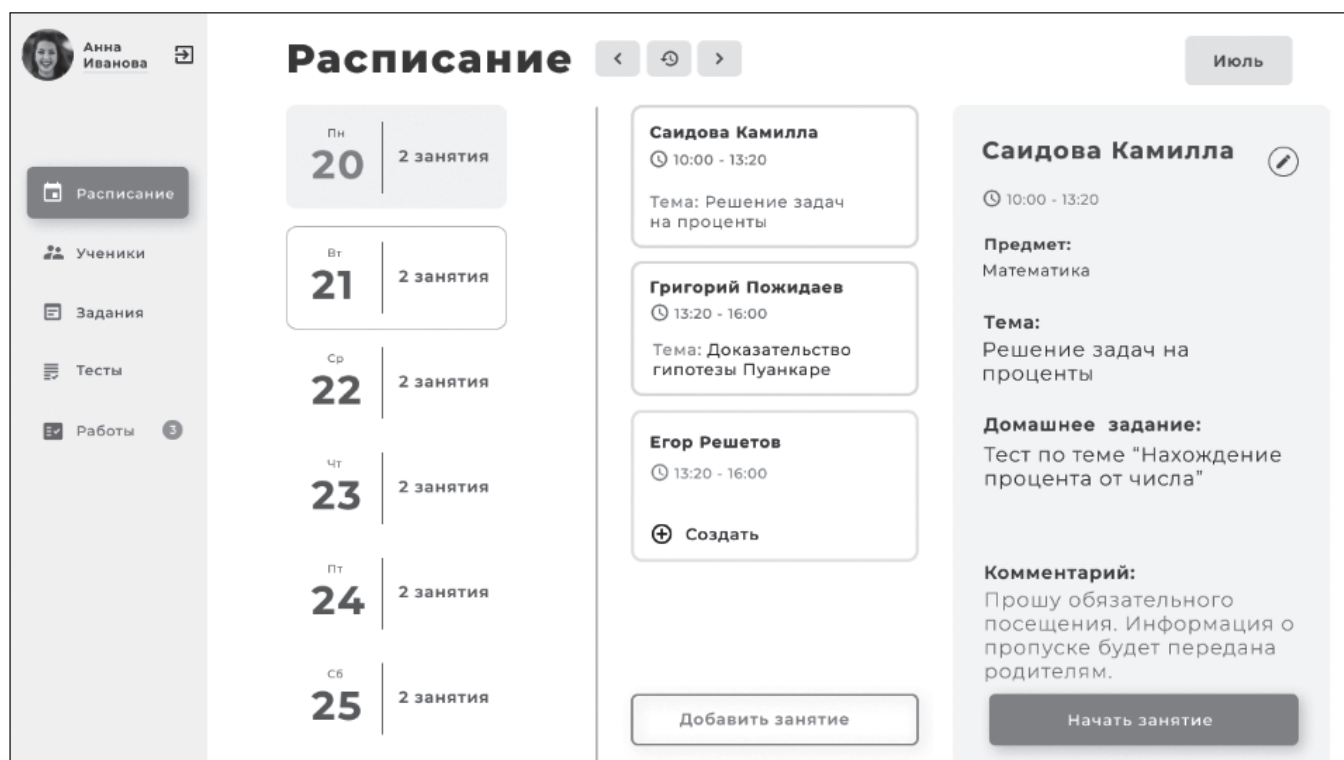 Анна
Иванова
Расписание
Ученики
Задания
Тесты
Работы 3
Расписание
Июль
Пн
20
2 занятия
Вт
21
2 занятия
Ср
22
2 занятия
Чт
23
2 занятия
Пт
24
2 занятия
Сб
25
2 занятия
Саидова Камилла
10:00 - 13:20
Тема: Решение задач
на проценты
Григорий Пожидаев
13:20 - 16:00
Тема: Доказательство
гипотезы Пуанкаре
Егор Решетов
13:20 - 16:00
Создать
Добавить занятие
Саидова Камилла
10:00 - 13:20
Предмет:
Математика
Тема:
Решение задач на
проценты
Домашнее задание:
Тест по теме “Нахождение
процента от числа”
Комментарий:
Прошу обязательного
посещения. Информация о
пропуске будет передана
родителям.
Начать занятие